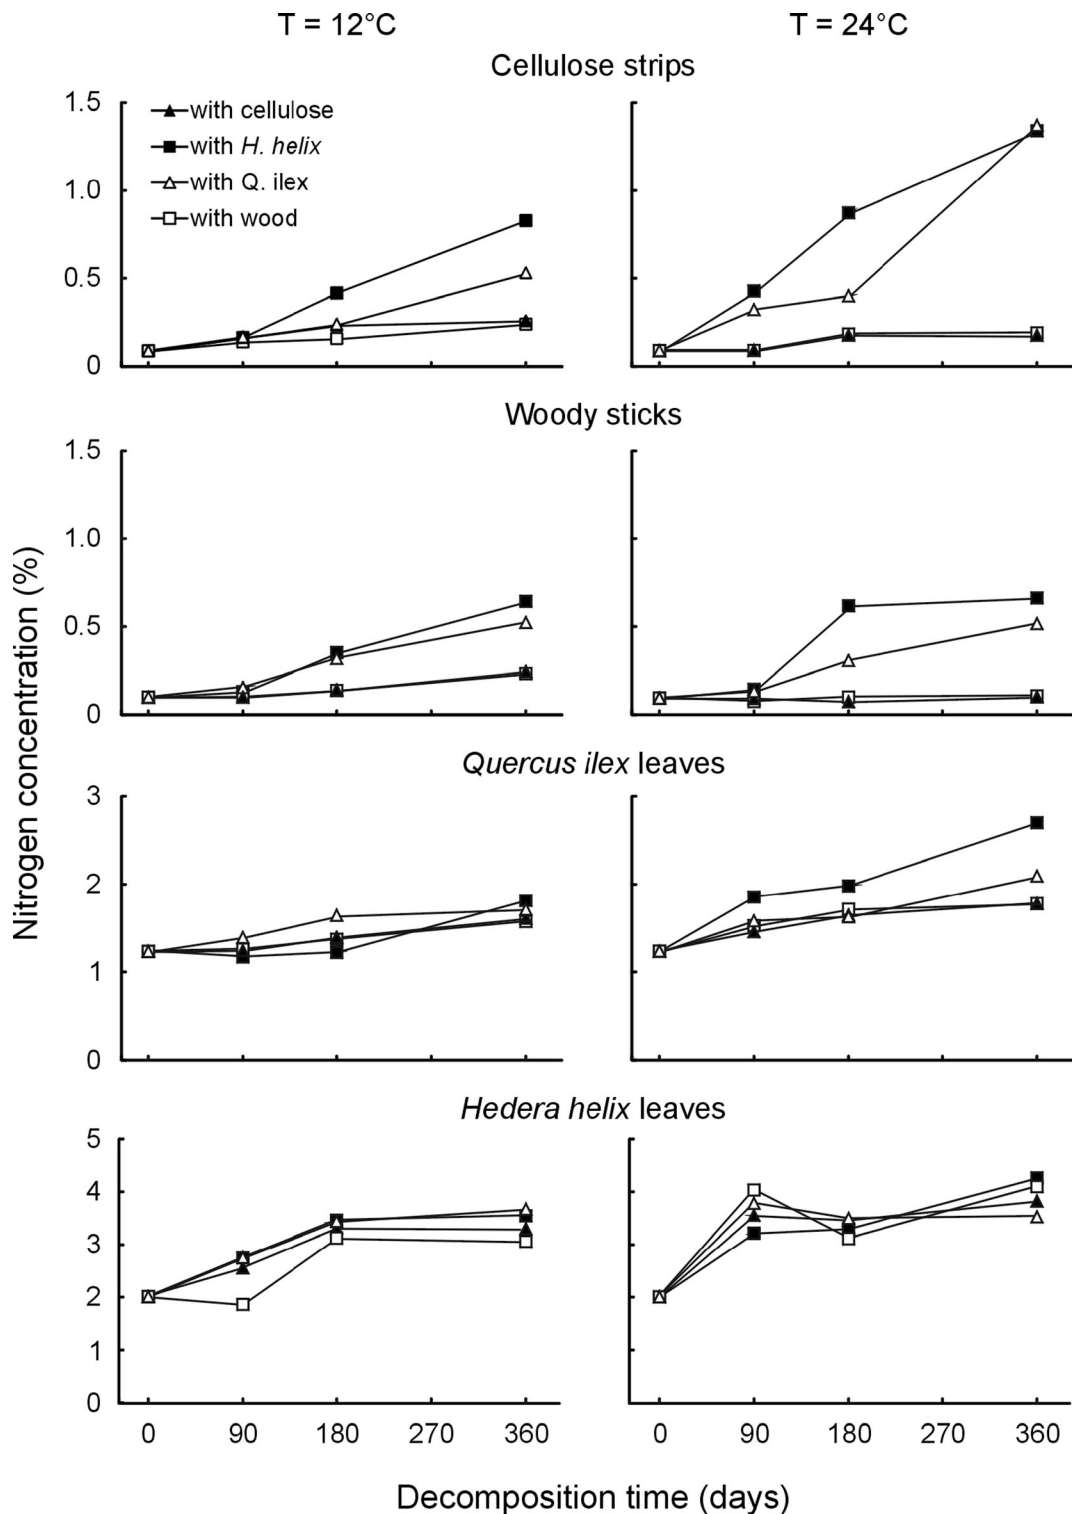 T = 12°C T = 24°C
Cellulose strips
1.5
1.0
0.5
0
with cellulose
with H. helix
with Q. ilex
with wood
Woody sticks
1.5
1.0
0.5
0
Nitrogen concentration (%)
Quercus ilex leaves
3
2
1
0
Hedera helix leaves
5
4
3
2
1
0
0 90 180 270 360 0 90 180 270 360
Decomposition time (days)